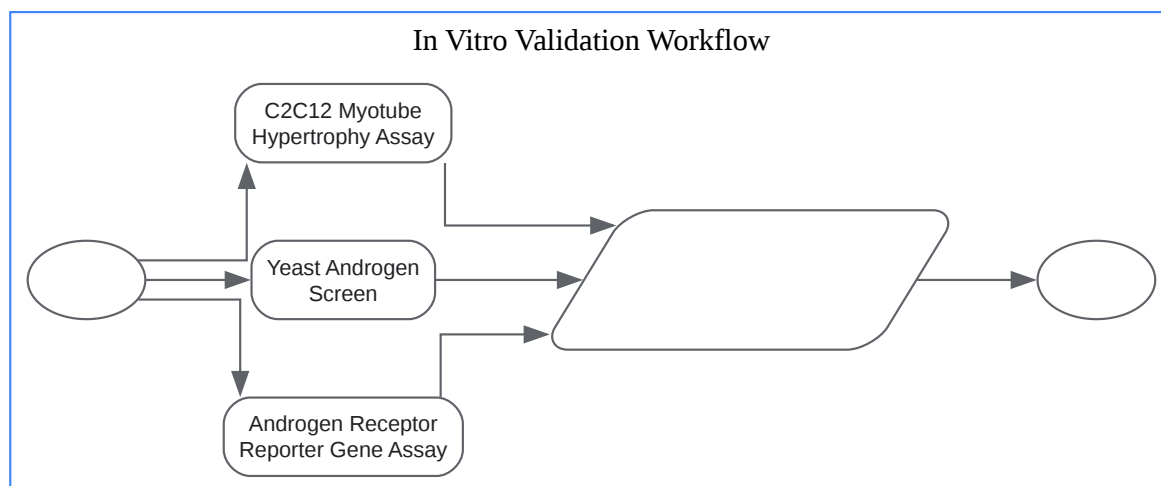 In Vitro Validation Workflow
C2C12 Myotube
Hypertrophy Assay
Yeast Androgen
Screen
Androgen Receptor
Reporter Gene Assay